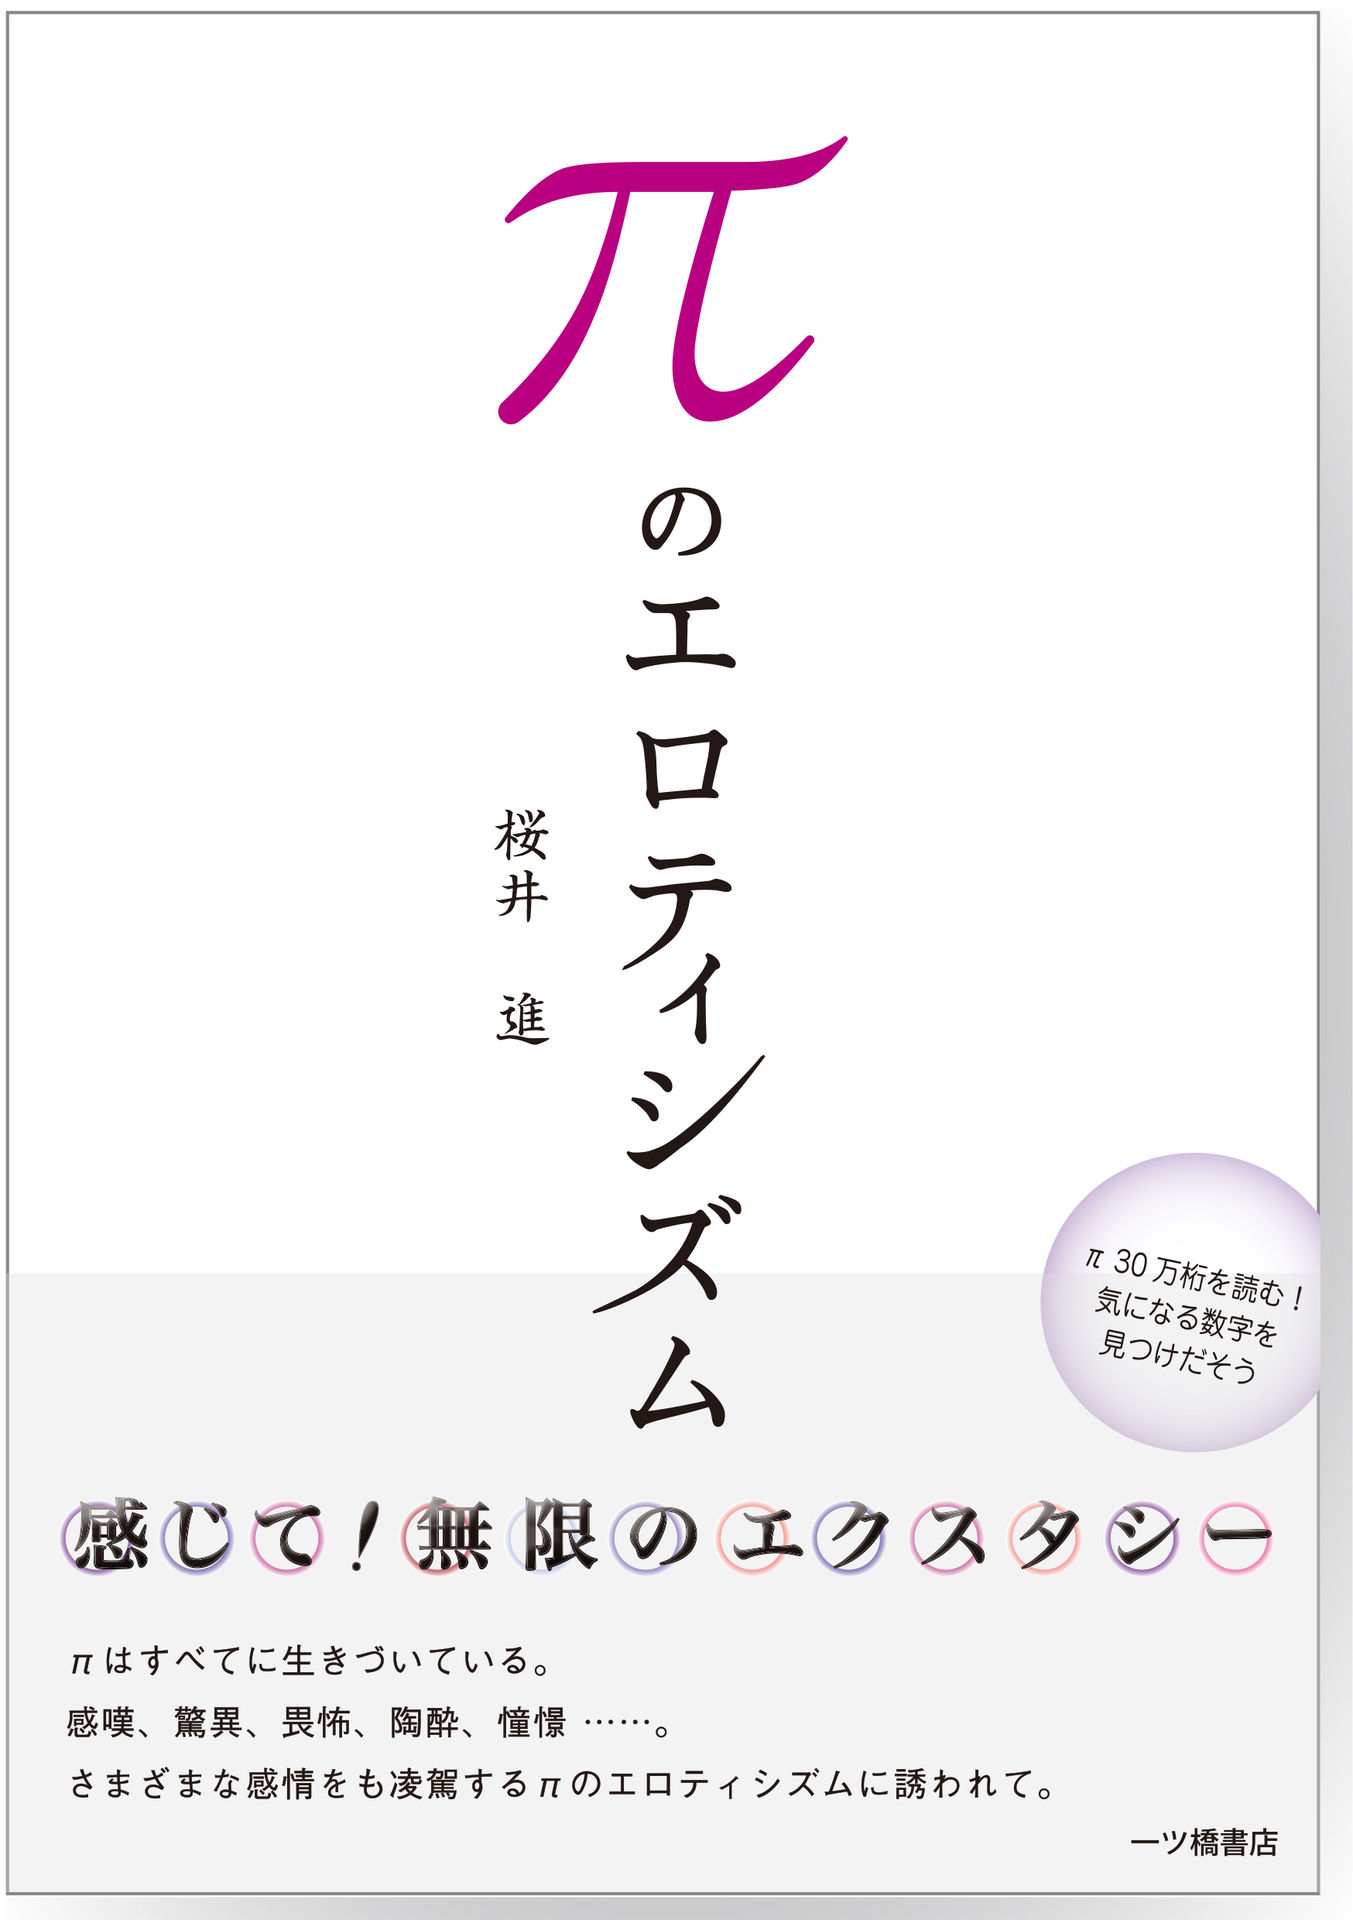 πのエロティシズム
桜井 進
π 30万桁を読む！
気になる数字を
見つけだそう
感じて！無限のエクスタシー
πはすべてに生きづいている。
感嘆、驚異、畏怖、陶酔、憧憬 ……。
さまざまな感情をも凌駕するπのエロティシズムに誘われて。
一ツ橋書店